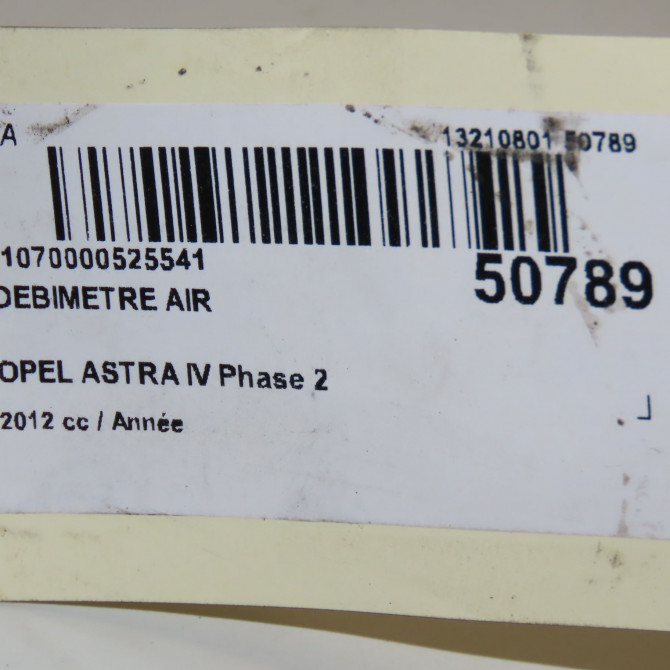 A 13210801 50789
1070000525541
50789
DEBIMETRE AIR
OPEL ASTRA IV Phase 2
2012 cc / Année